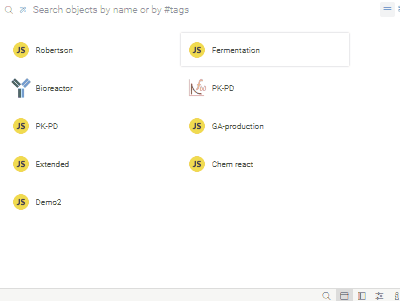 Search objects by name or by #tags
JS Robertson
JS Fermentation
Bioreactor
PK-PD
JS PK-PD
JS GA-production
JS Extended
JS Chem react
JS Demo2